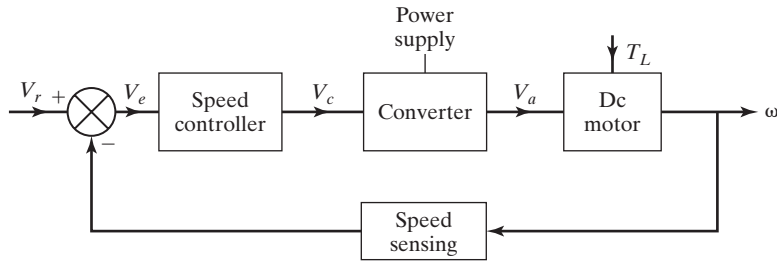 Power
supply
T_L
V_r
+
V_e
Speed
controller
V_c
Converter
V_a
Dc
motor
ω
−
Speed
sensing